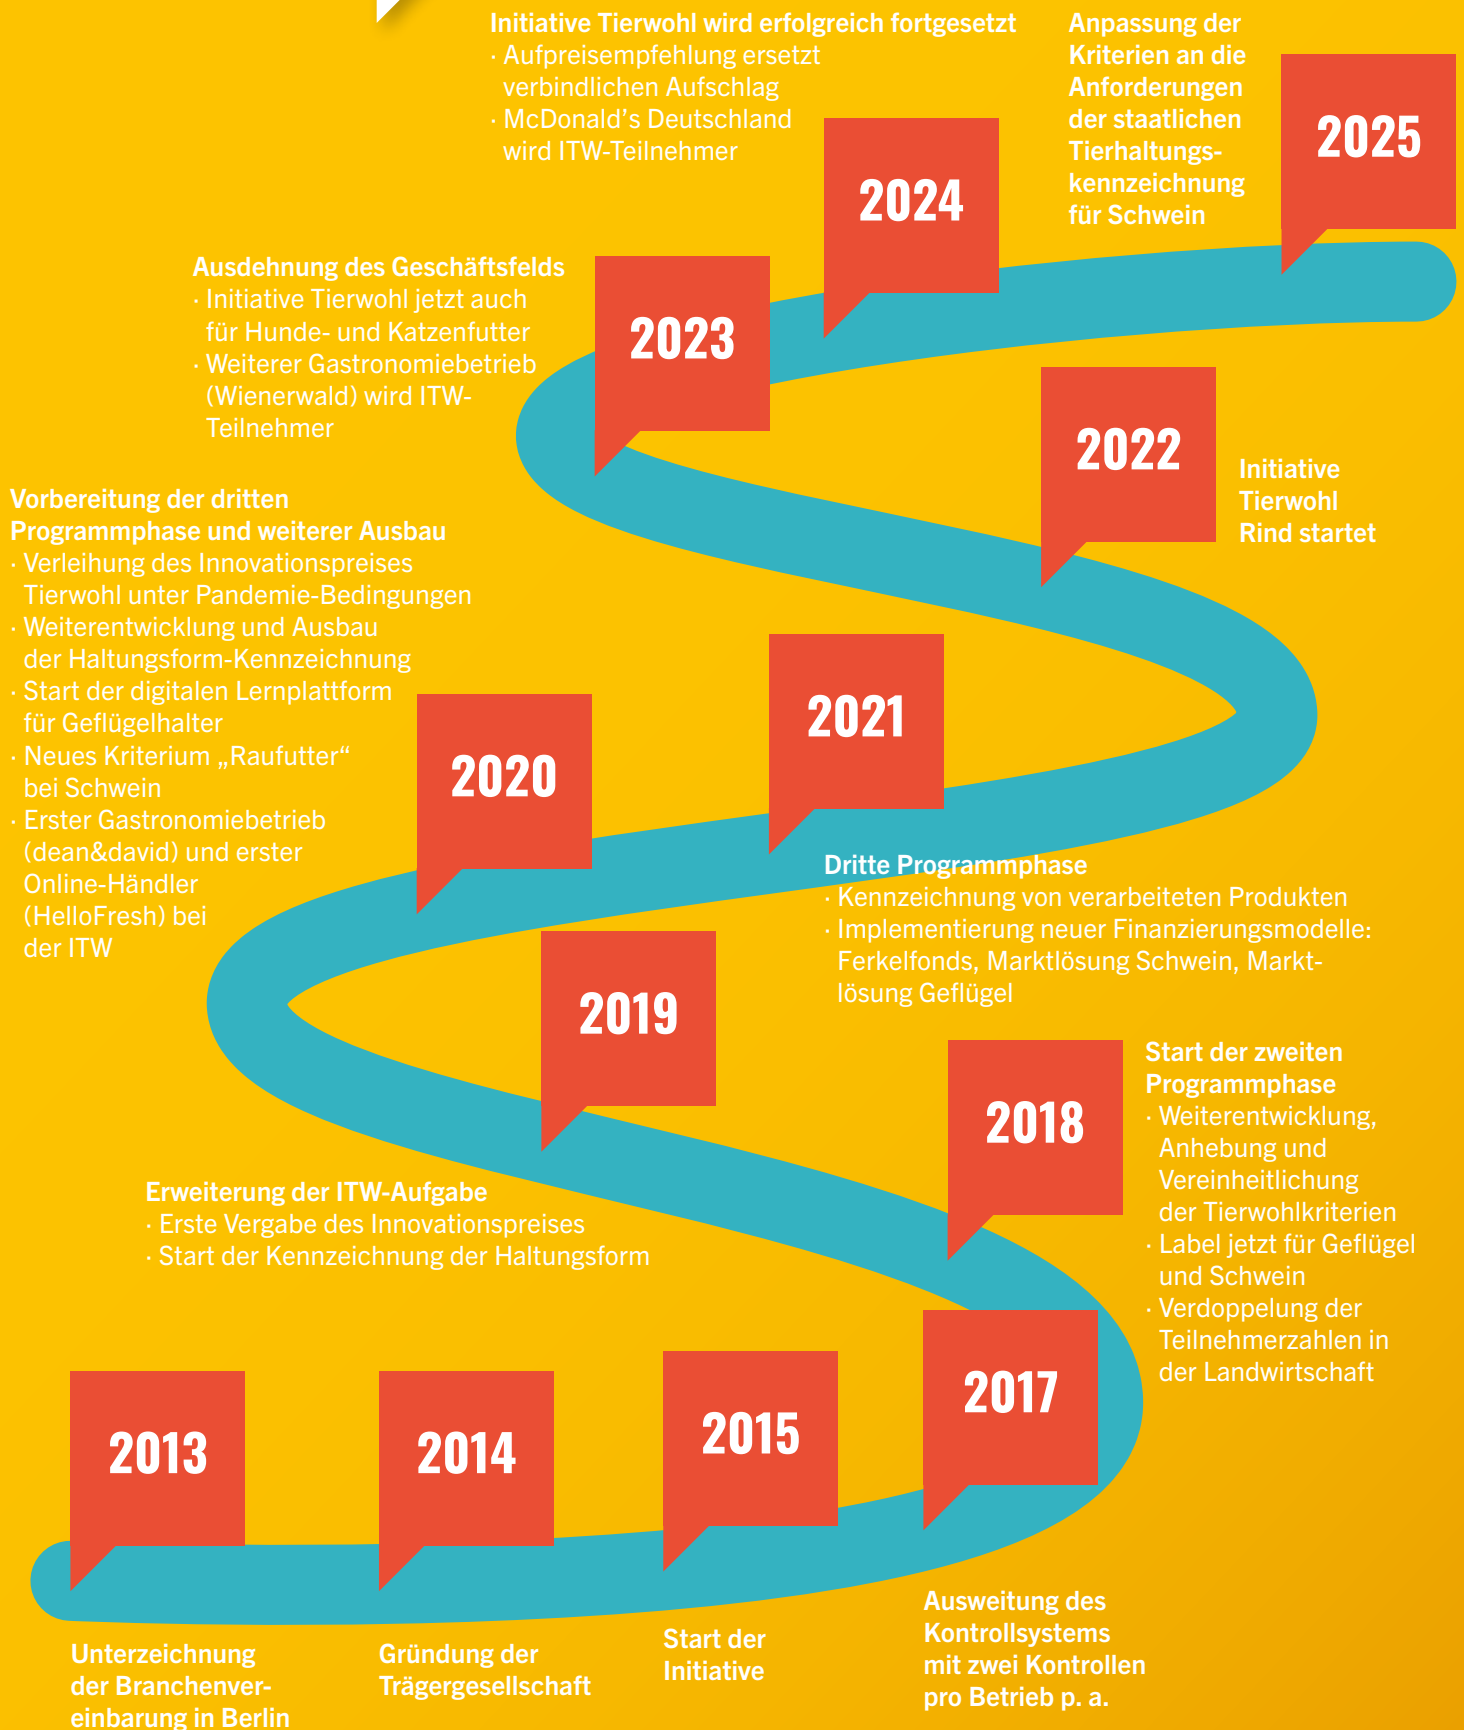 Initiative Tierwohl wird erfolgreich fortgesetzt
· Aufpreisempfehlung ersetzt
verbindlichen Aufschlag
· McDonald's Deutschland
wird ITW-Teilnehmer
2024
Anpassung der
Kriterien an die
Anforderungen
der staatlichen
Tierhaltungs-
kennzeichnung
für Schwein
2025
Ausdehnung des Geschäftsfelds
· Initiative Tierwohl jetzt auch
für Hunde- und Katzenfutter
· Weiterer Gastronomiebetrieb
(Wienerwald) wird ITW-
Teilnehmer
2023
2022
Initiative
Tierwohl
Rind startet
Vorbereitung der dritten
Programmphase und weiterer Ausbau
· Verleihung des Innovationspreises
Tierwohl unter Pandemie-Bedingungen
· Weiterentwicklung und Ausbau
der Haltungsform-Kennzeichnung
· Start der digitalen Lernplattform
für Geflügelhalter
· Neues Kriterium „Raufutter“
bei Schwein
· Erster Gastronomiebetrieb
(dean&david) und erster
Online-Händler
(HelloFresh) bei
der ITW
2020
2021
Dritte Programmphase
· Kennzeichnung von verarbeiteten Produkten
· Implementierung neuer Finanzierungsmodelle:
Ferkelfonds, Marktlösung Schwein, Markt-
lösung Geflügel
2019
Erweiterung der ITW-Aufgabe
· Erste Vergabe des Innovationspreises
· Start der Kennzeichnung der Haltungsform
2018
Start der zweiten
Programmphase
· Weiterentwicklung,
Anhebung und
Vereinheitlichung
der Tierwohlkriterien
· Label jetzt für Geflügel
und Schwein
· Verdoppelung der
Teilnehmerzahlen in
der Landwirtschaft
2013
Unterzeichnung
der Branchenver-
einbarung in Berlin
2014
Gründung der
Trägergesellschaft
2015
Start der
Initiative
2017
Ausweitung des
Kontrollsystems
mit zwei Kontrollen
pro Betrieb p. a.